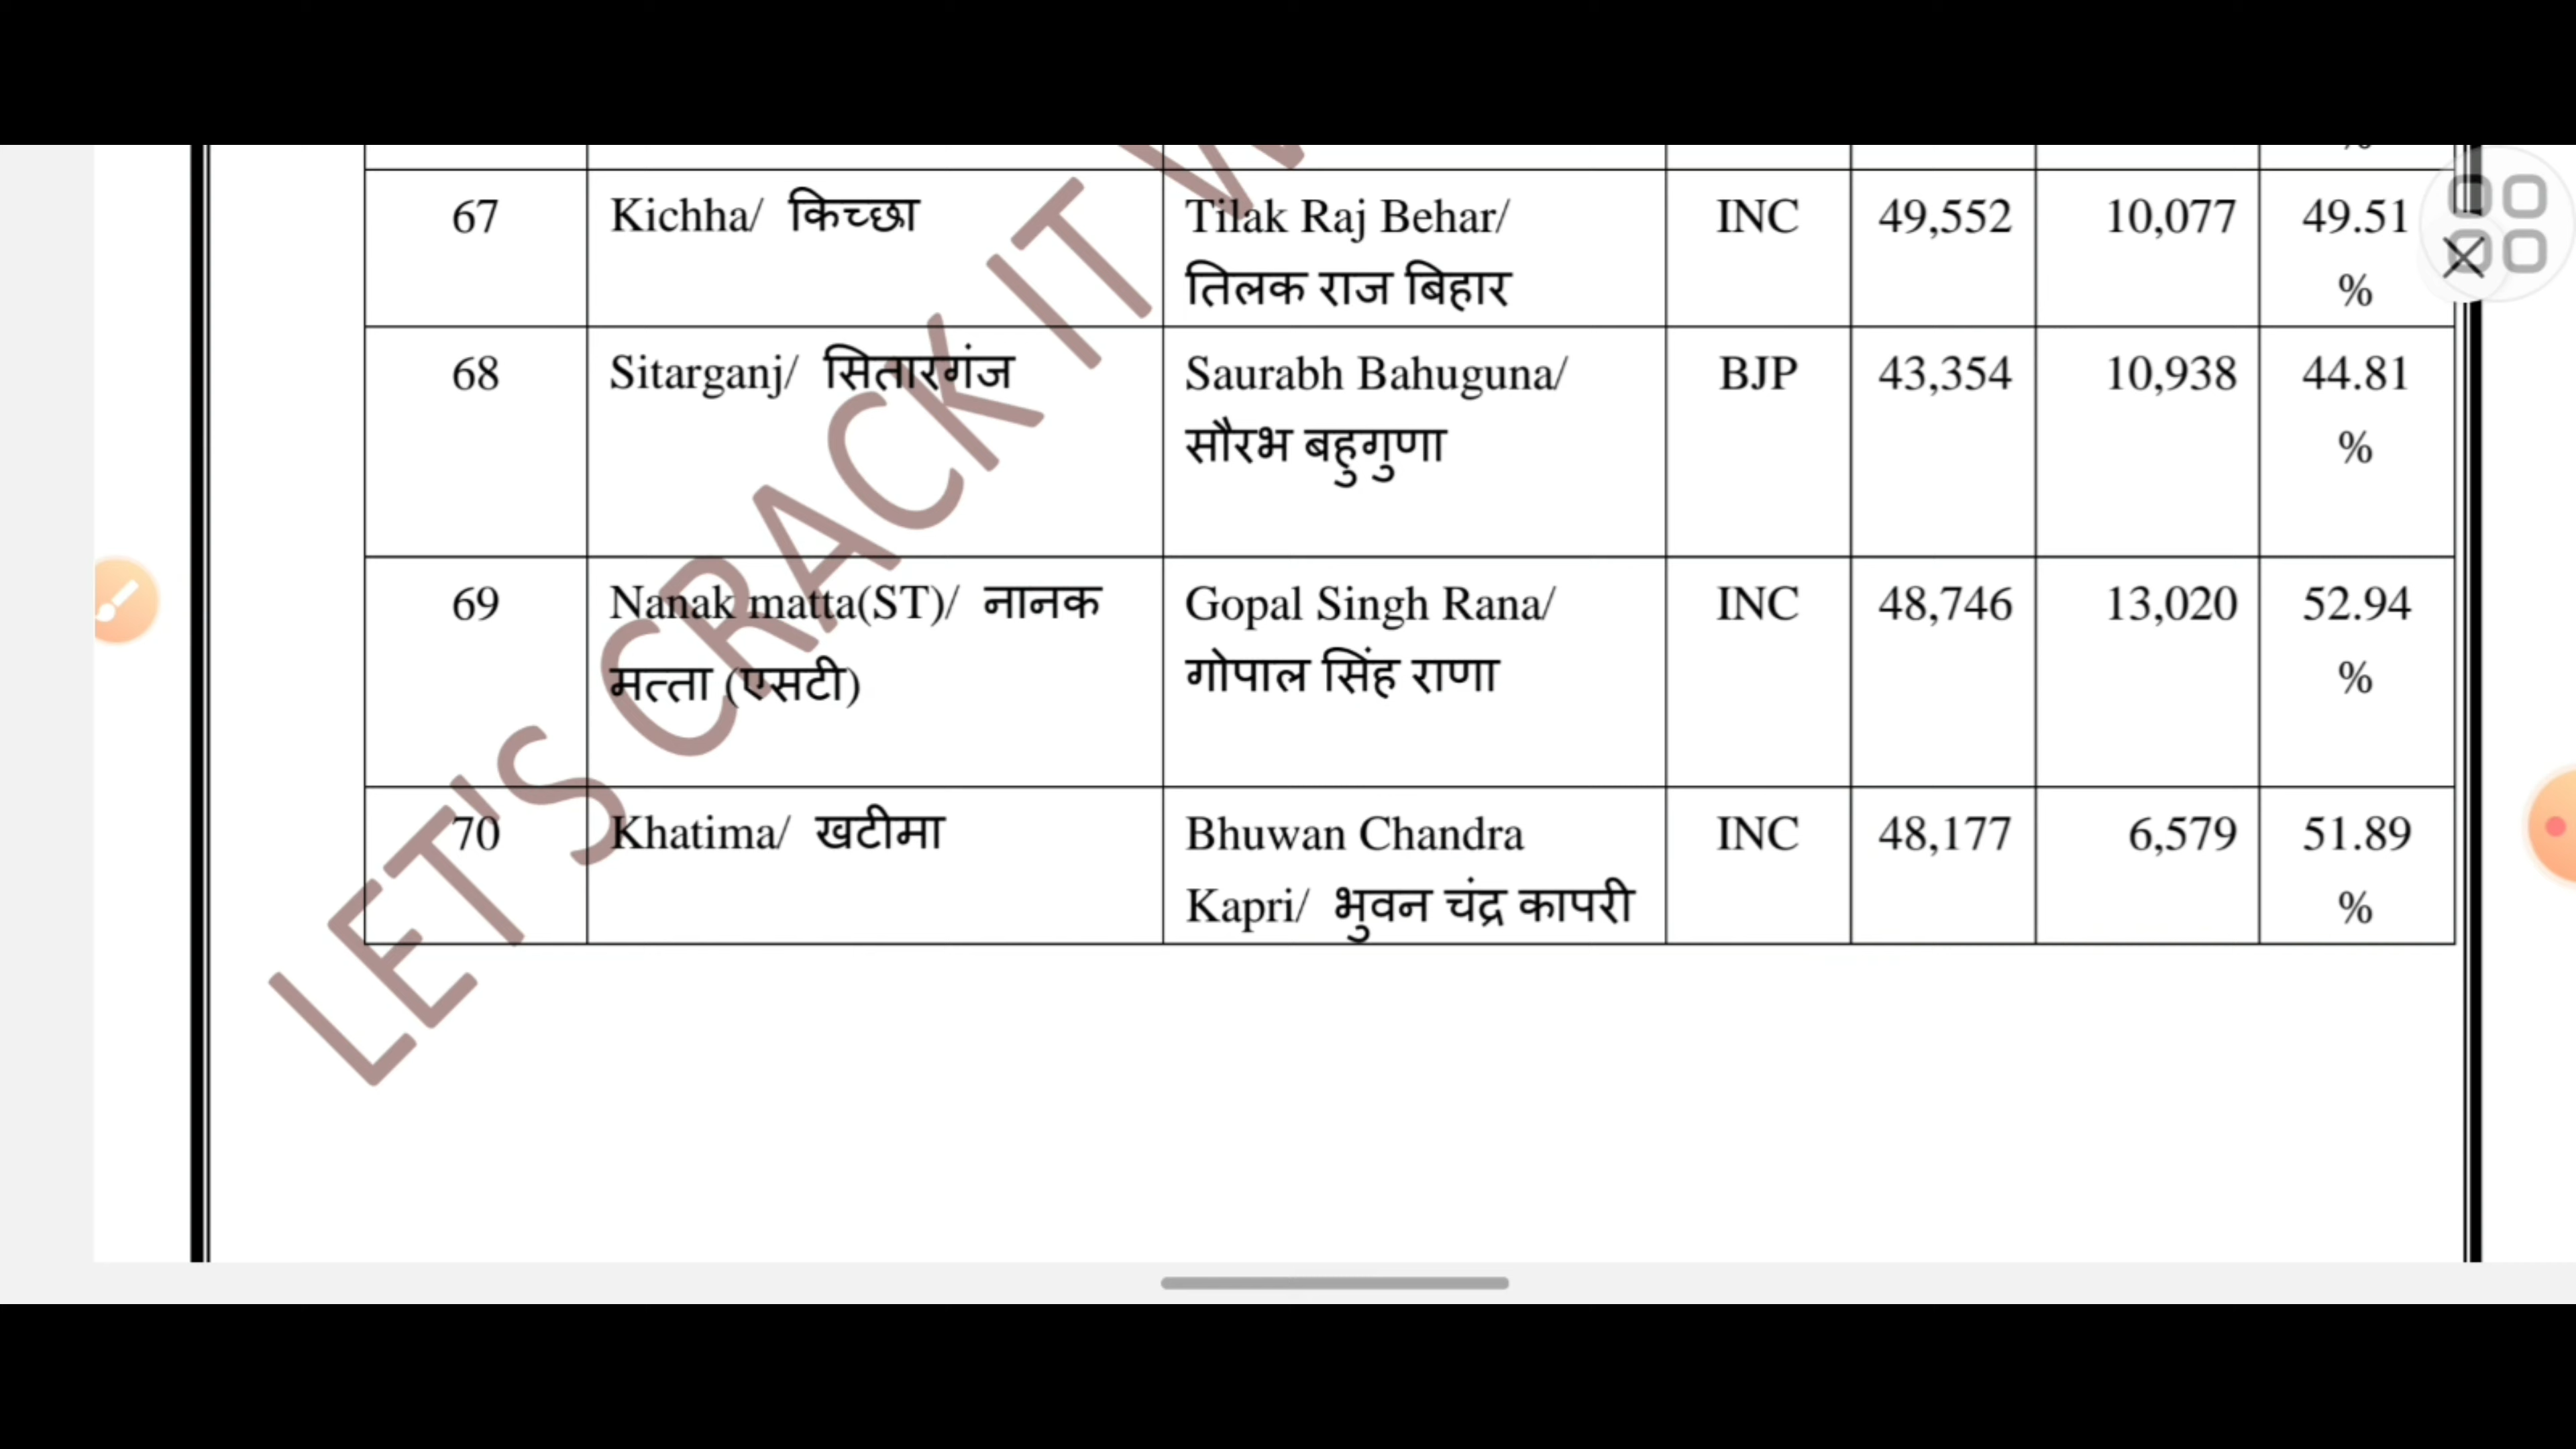 %
67 Kichha/ किच्छा Tilak Raj Behar/ INC 49,552 10,077 49.51
तिलक राज बिहार %
68 Sitarganj/ सितारगंज Saurabh Bahuguna/ BJP 43,354 10,938 44.81
सौरभ बहुगुणा %
69 Nanak matta(ST)/ नानक Gopal Singh Rana/ INC 48,746 13,020 52.94
मत्ता (एसटी) गोपाल सिंह राणा %
70 Khatima/ खटीमा Bhuwan Chandra INC 48,177 6,579 51.89
Kapri/ भुवन चंद्र कापरी %
LET'S CRACK IT